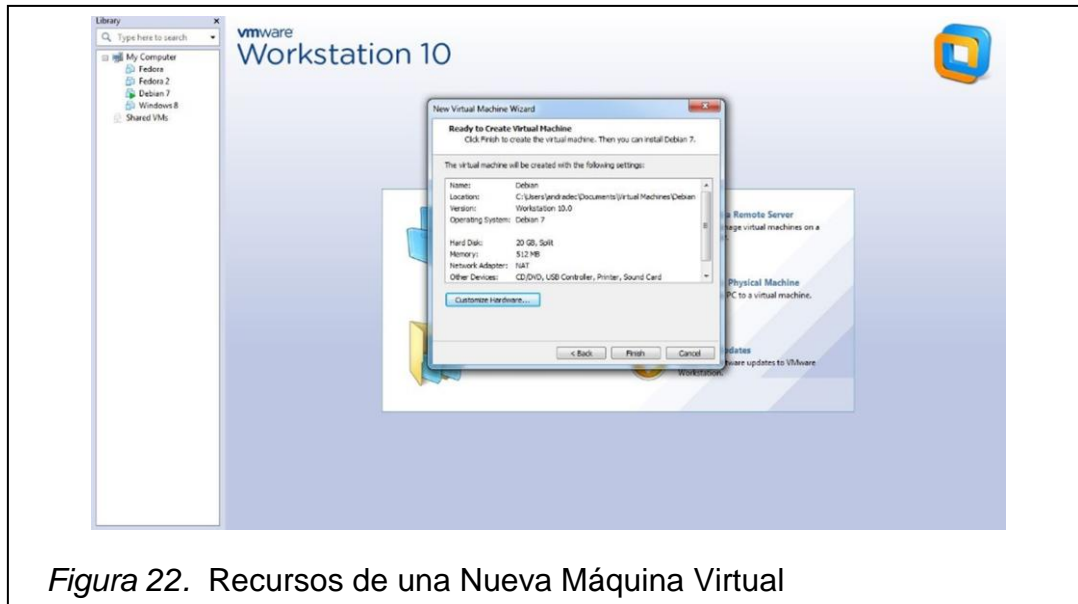 Library x
Type here to search
My Computer
Fedora
Fedora 2
Debian 7
Windows 8
Shared VMs
vmware
Workstation 10
New Virtual Machine Wizard
Ready to Create Virtual Machine
Click Finish to create the virtual machine. Then you can install Debian 7.
The virtual machine will be created with the following settings:
Name: Debian
Location: C:\Users\andradec\Documents\Virtual Machines\Debian
Version: Workstation 10.0
Operating System: Debian 7
Hard Disk: 20 GB, Split
Memory: 512 MB
Network Adapter: NAT
Other Devices: CD/DVD, USB Controller, Printer, Sound Card
Customize Hardware...
< Back Finish Cancel
a Remote Server
virtual machines on a
Physical Machine
PC to a virtual machine.
updates to VMware
Workstation.
Figura 22. Recursos de una Nueva Máquina Virtual